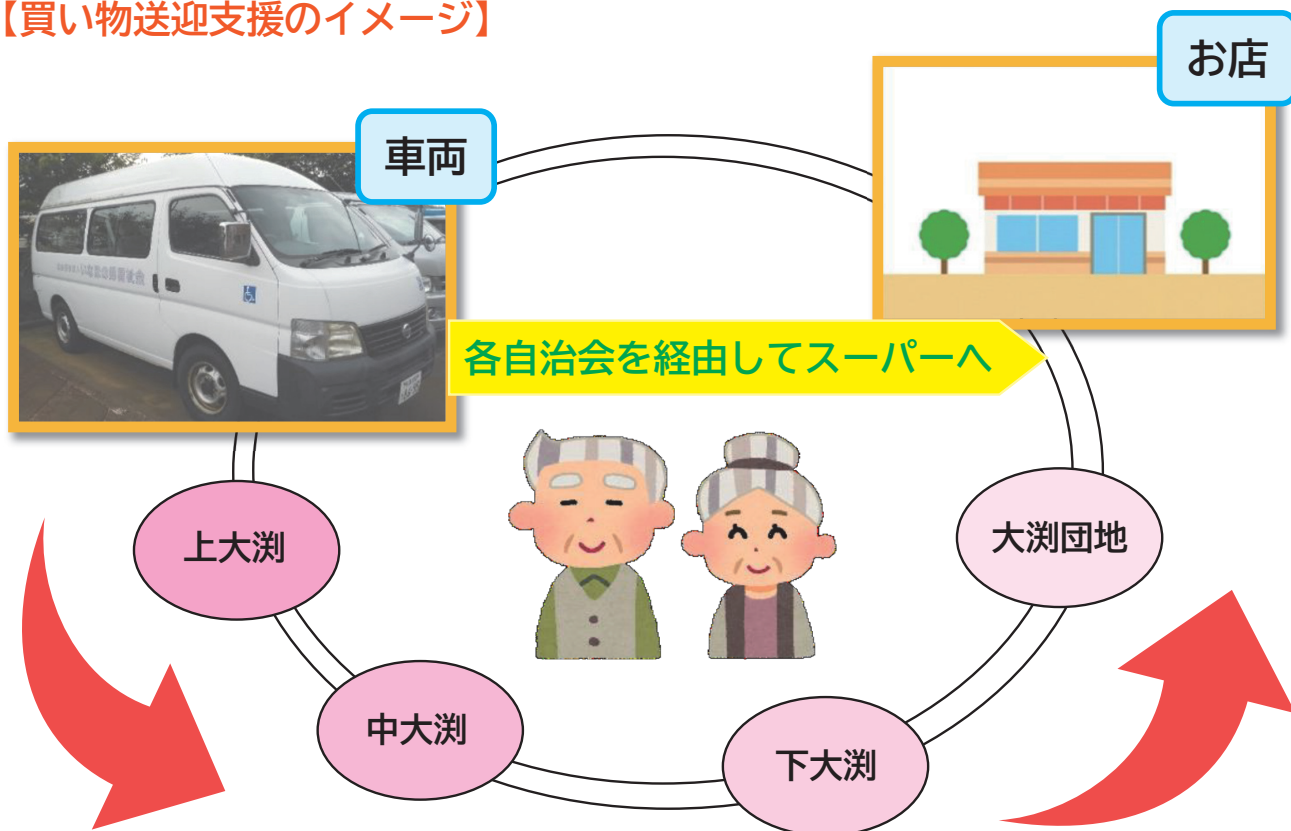 【買い物送迎支援のイメージ】
お店
車両
各自治会を経由してスーパーへ
上大渕
大渕団地
中大渕
下大渕